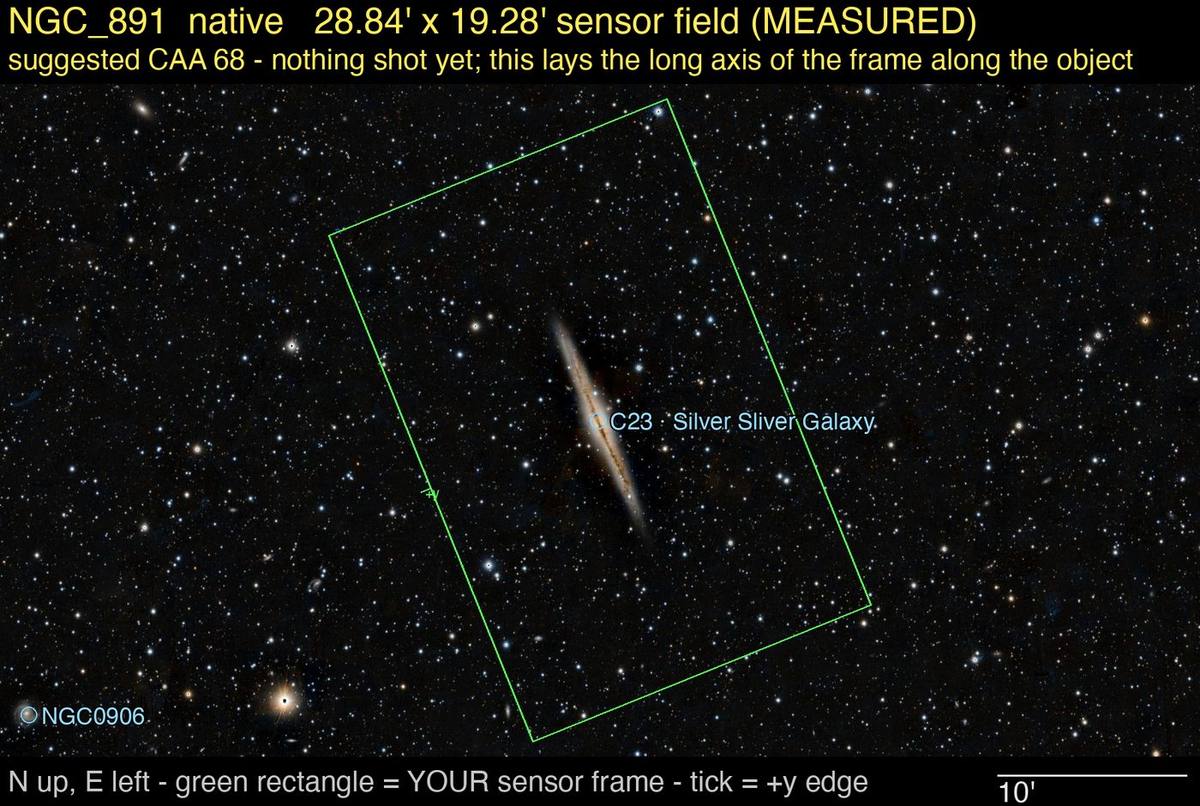 NGC_891 native 28.84' x 19.28' sensor field (MEASURED)
suggested CAA 68 - nothing shot yet; this lays the long axis of the frame along the object
C23 · Silver Sliver Galaxy
+y
NGC0906
N up, E left - green rectangle = YOUR sensor frame - tick = +y edge
10'